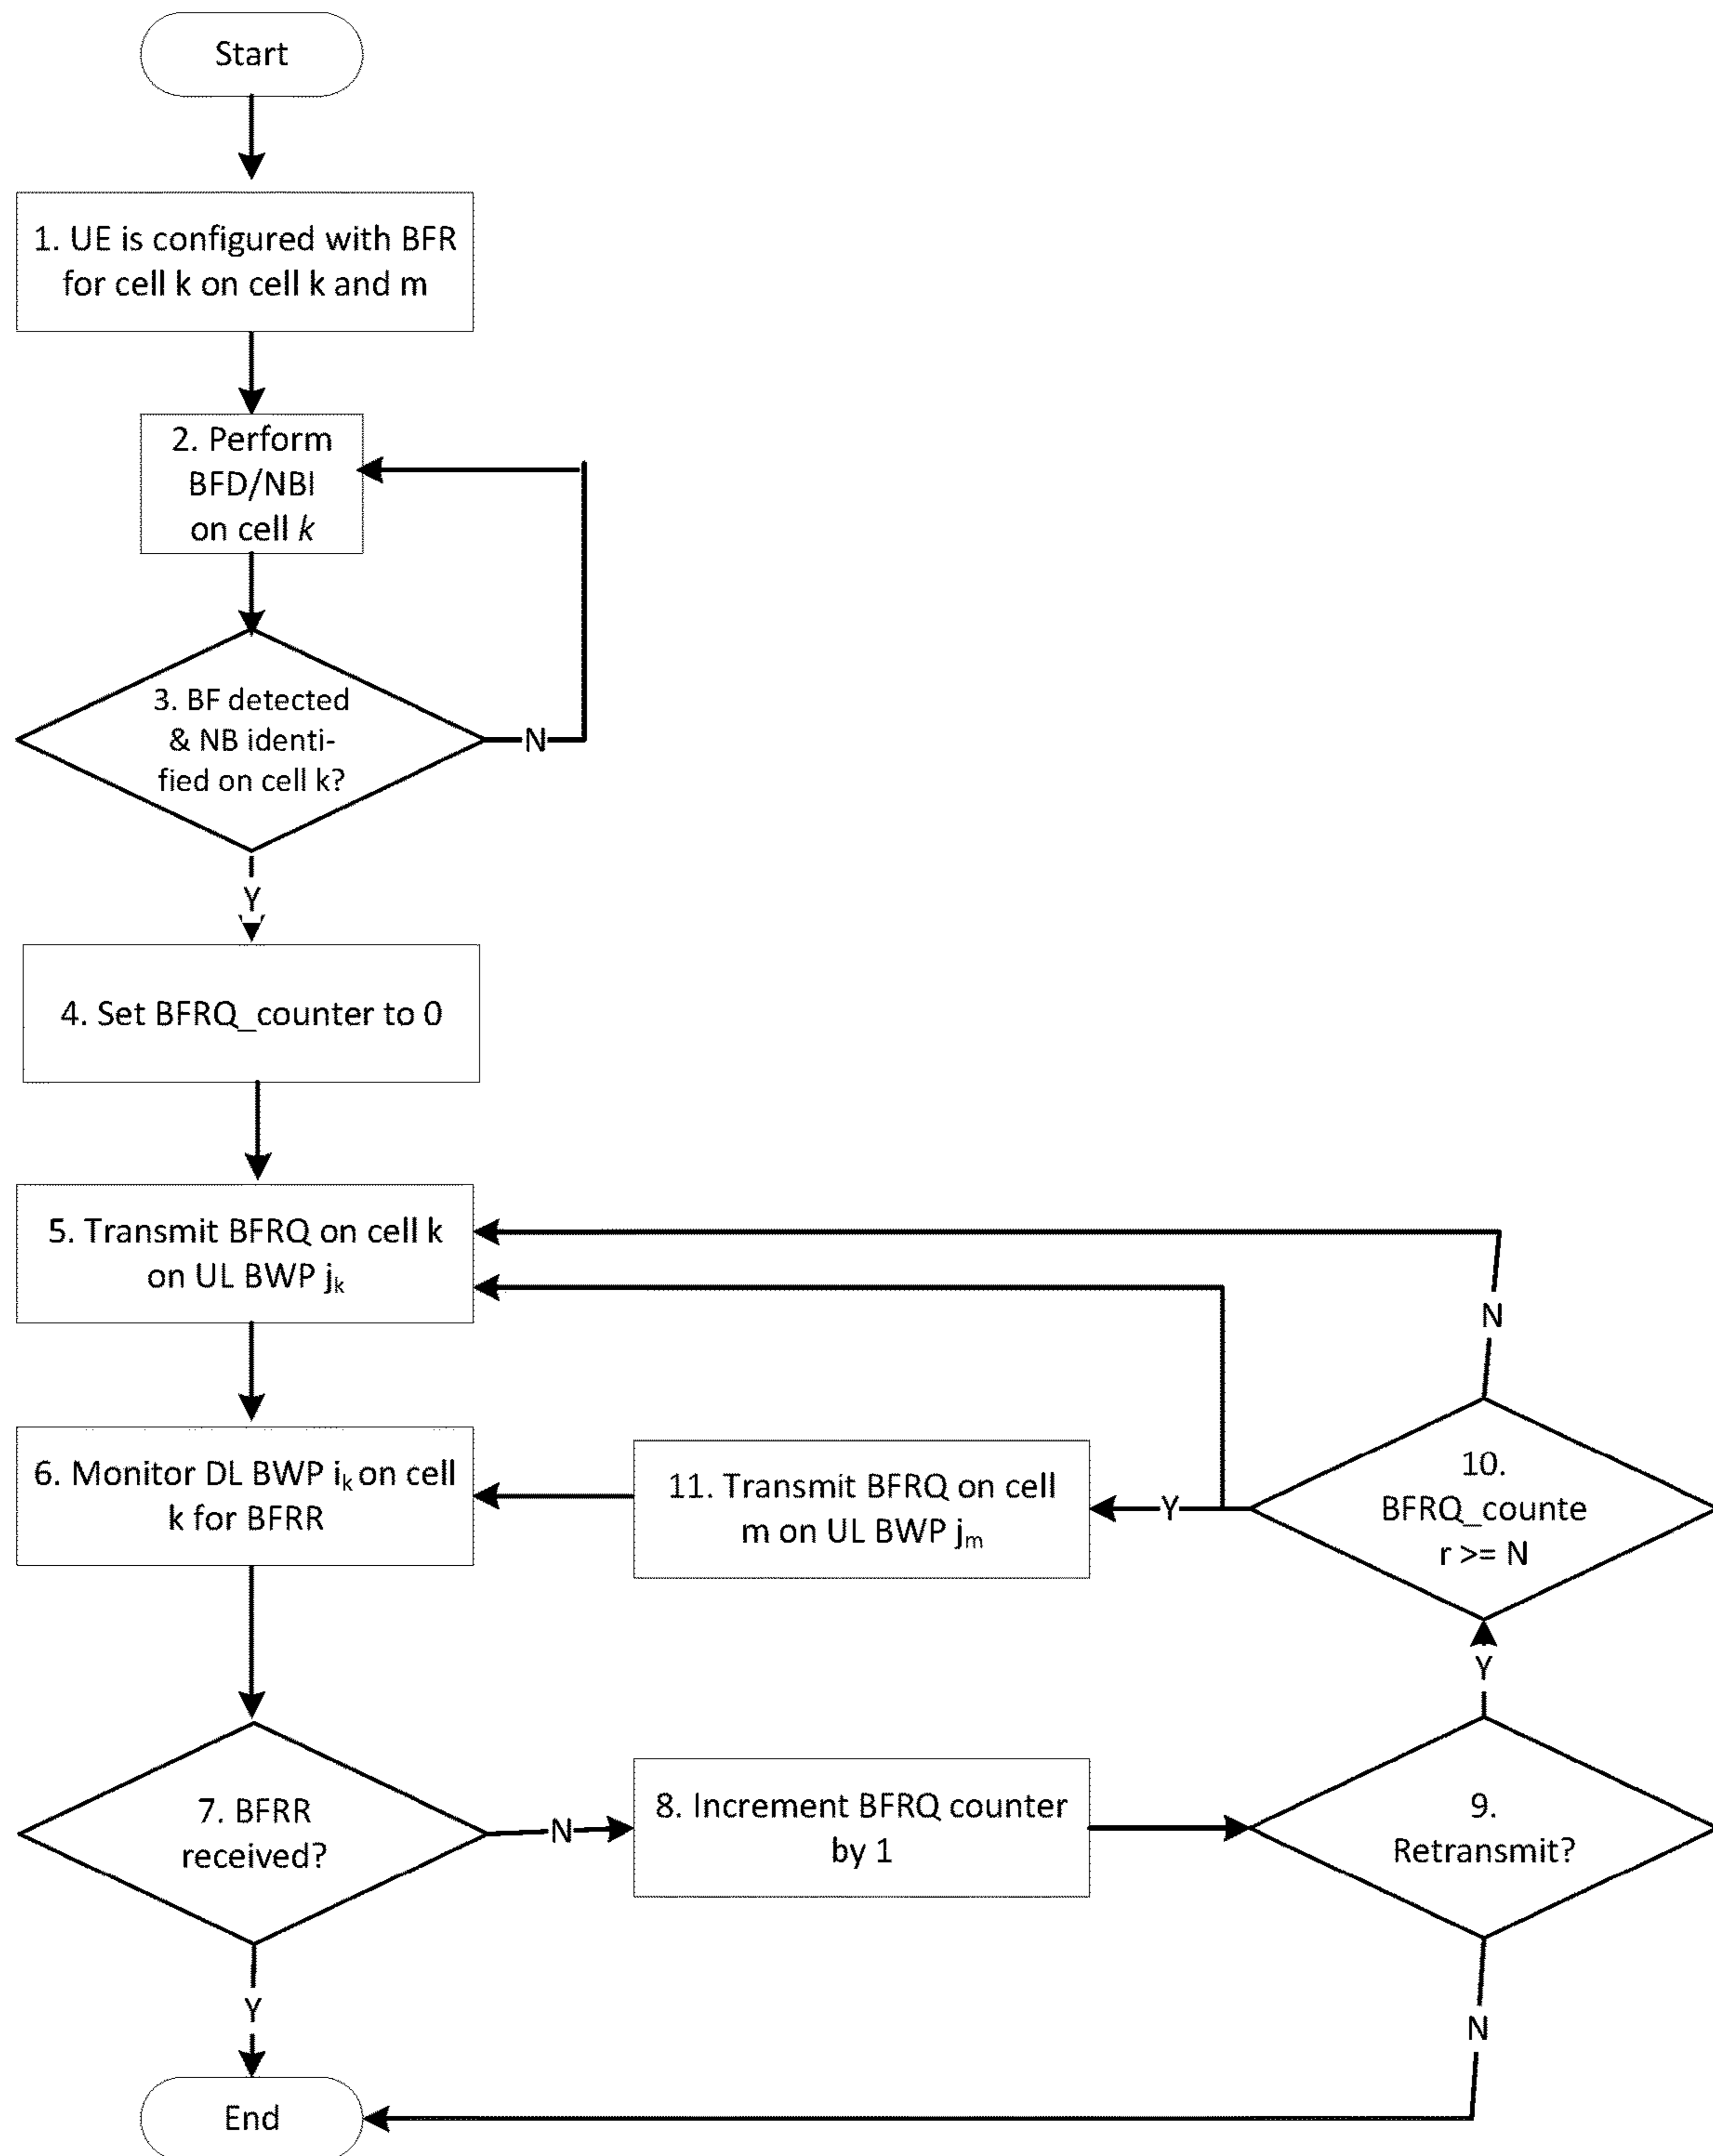 Start
1. UE is configured with BFR
for cell k on cell k and m
2. Perform
BFD/NBI
on cell k
3. BF detected
& NB identi-
fied on cell k?
N
Y
4. Set BFRQ_counter to 0
5. Transmit BFRQ on cell k
on UL BWP jk
N
6. Monitor DL BWP ik on cell
k for BFRR
11. Transmit BFRQ on cell
m on UL BWP jm
Y
10.
BFRQ_counte
r >= N
Y
7. BFRR
received?
N
8. Increment BFRQ counter
by 1
9.
Retransmit?
Y
N
End